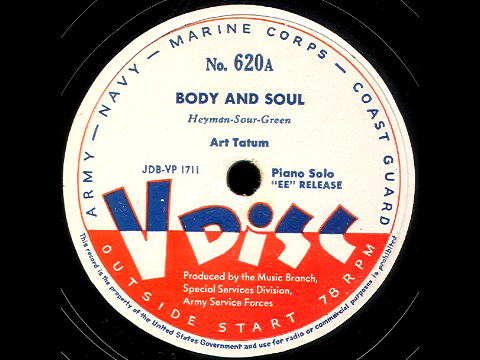 ARMY — NAVY — MARINE CORPS — COAST GUARD
No. 620A
BODY AND SOUL
Heyman-Sour-Green
Art Tatum
JDB-VP 1711
Piano Solo
"EE" RELEASE
V DISC
Produced by the Music Branch,
Special Services Division,
Army Service Forces
OUTSIDE START 78 RPM
This record is the property of the United States Government and use for radio or commercial purposes is prohibited.